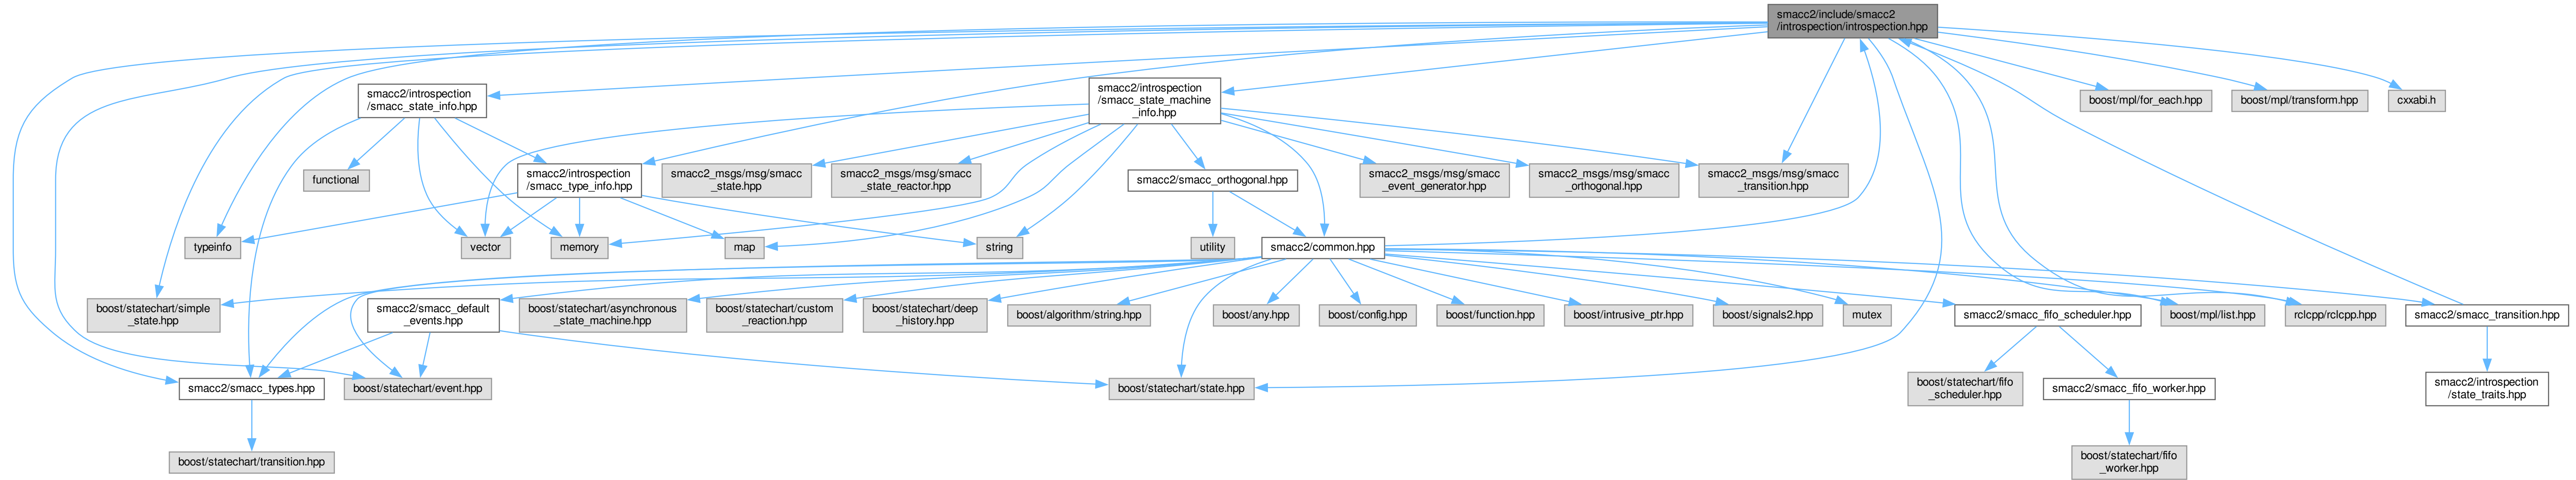 smacc2/include/smacc2
/introspection/introspection.hpp
smacc2/introspection
/smacc_state_info.hpp
smacc2/introspection
/smacc_state_machine
_info.hpp
boost/mpl/for_each.hpp
boost/mpl/transform.hpp
cxxabi.h
functional
smacc2/introspection
/smacc_type_info.hpp
smacc2_msgs/msg/smacc
_state.hpp
smacc2_msgs/msg/smacc
_state_reactor.hpp
smacc2/smacc_orthogonal.hpp
smacc2_msgs/msg/smacc
_event_generator.hpp
smacc2_msgs/msg/smacc
_orthogonal.hpp
smacc2_msgs/msg/smacc
_transition.hpp
typeinfo
vector
memory
map
string
utility
smacc2/common.hpp
boost/statechart/simple
_state.hpp
smacc2/smacc_default
_events.hpp
boost/statechart/asynchronous
_state_machine.hpp
boost/statechart/custom
_reaction.hpp
boost/statechart/deep
_history.hpp
boost/algorithm/string.hpp
boost/any.hpp
boost/config.hpp
boost/function.hpp
boost/intrusive_ptr.hpp
boost/signals2.hpp
mutex
smacc2/smacc_fifo_scheduler.hpp
boost/mpl/list.hpp
rclcpp/rclcpp.hpp
smacc2/smacc_transition.hpp
smacc2/smacc_types.hpp
boost/statechart/event.hpp
boost/statechart/state.hpp
boost/statechart/fifo
_scheduler.hpp
smacc2/smacc_fifo_worker.hpp
smacc2/introspection
/state_traits.hpp
boost/statechart/transition.hpp
boost/statechart/fifo
_worker.hpp